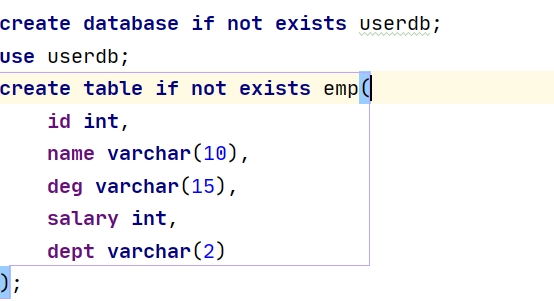 create database if not exists userdb;
use userdb;
create table if not exists emp(
    id int,
    name varchar(10),
    deg varchar(15),
    salary int,
    dept varchar(2)
);